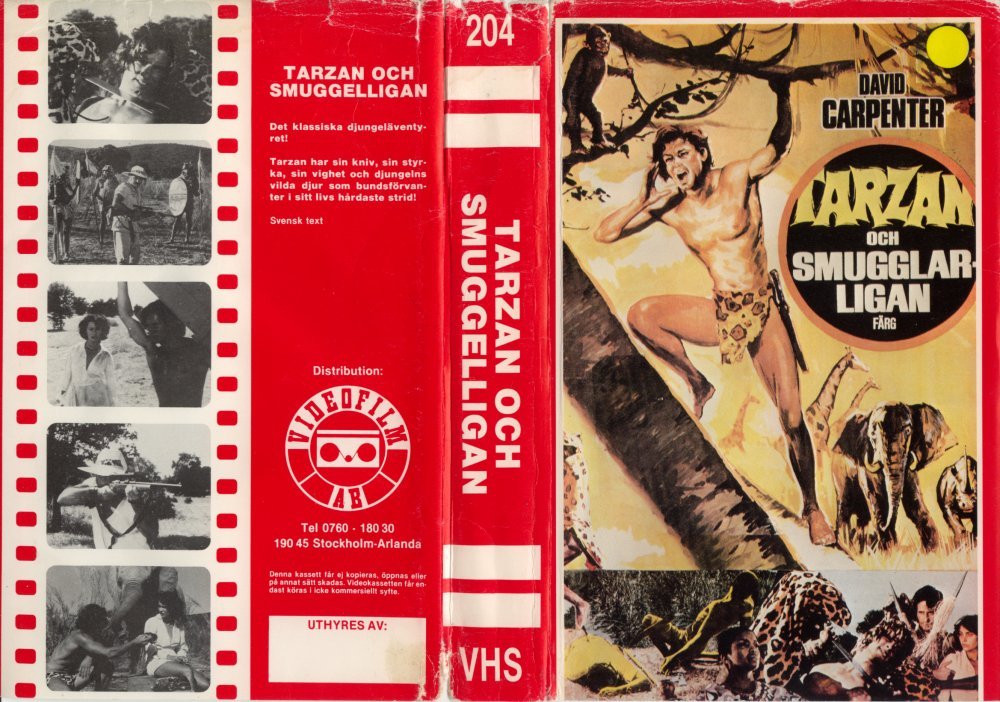 TARZAN OCH
SMUGGELLIGAN
Det klassiska djungeläventy-
ret!
Tarzan har sin kniv, sin styr-
ka, sin vighet och djungelns
vilda djur som bundsförvan-
ter i sitt livs hårdaste strid!
Svensk text
Distribution:
VIDEOFILM
AB
Tel 0760 - 180 30
190 45 Stockholm-Arlanda
Denna kassett får ej kopieras, öppnas eller
på annat sätt skadas. Videokassetten får en-
dast köras i icke kommersiellt syfte.
UTHYRES AV:
204
TARZAN OCH
SMUGGELLIGAN
VHS
DAVID
CARPENTER
TARZAN
OCH
SMUGGLAR-
LIGAN
FÄRG